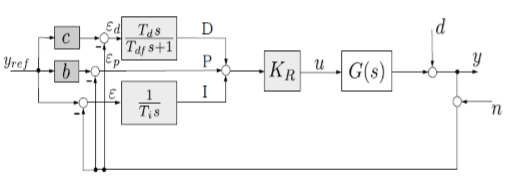 d
c
ε_d
T_d s
T_df s+1
D
y_ref
b
ε_p
P
K_R
u
G(s)
y
ε
1
T_i s
I
n
-
-
-